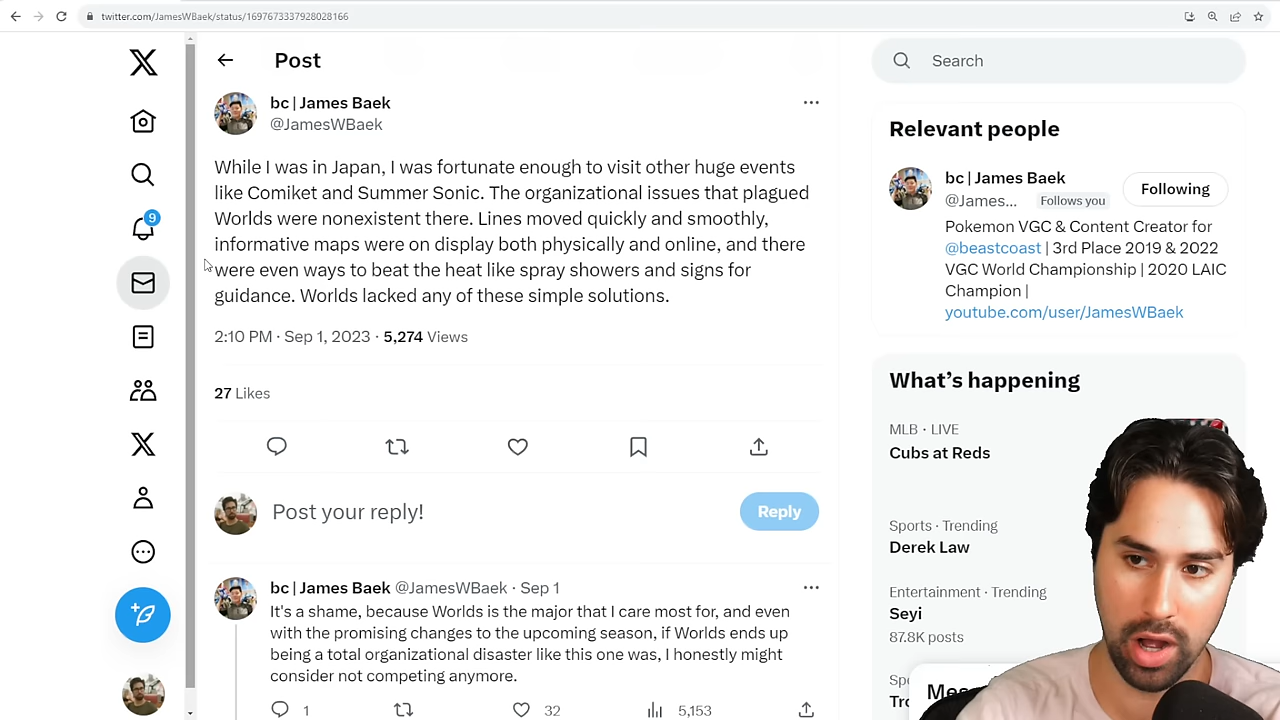 twitter.com/JamesWBaek/status/1697673337928028166
Post
Search
bc | James Baek
@JamesWBaek
While I was in Japan, I was fortunate enough to visit other huge events
like Comiket and Summer Sonic. The organizational issues that plagued
Worlds were nonexistent there. Lines moved quickly and smoothly,
informative maps were on display both physically and online, and there
were even ways to beat the heat like spray showers and signs for
guidance. Worlds lacked any of these simple solutions.
2:10 PM · Sep 1, 2023 · 5,274 Views
27 Likes
Post your reply!
Reply
bc | James Baek @JamesWBaek · Sep 1
It's a shame, because Worlds is the major that I care most for, and even
with the promising changes to the upcoming season, if Worlds ends up
being a total organizational disaster like this one was, I honestly might
consider not competing anymore.
1
32
5,153
9
Relevant people
bc | James Baek
@James... Follows you
Following
Pokemon VGC & Content Creator for
@beastcoast | 3rd Place 2019 & 2022
VGC World Championship | 2020 LAIC
Champion |
youtube.com/user/JamesWBaek
What's happening
MLB · LIVE
Cubs at Reds
Sports · Trending
Derek Law
Entertainment · Trending
Seyi
87.8K posts